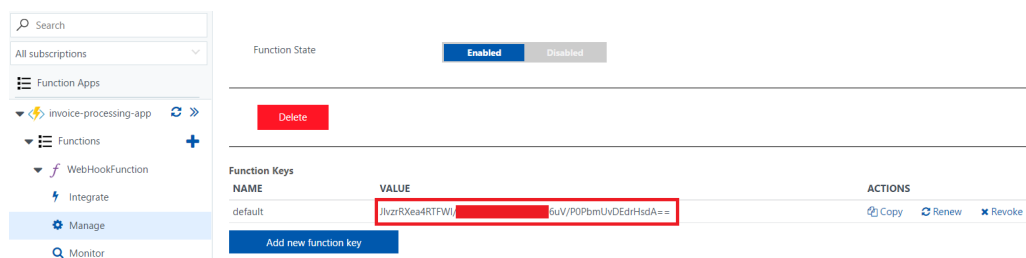 Search
All subscriptions
Function Apps
invoice-processing-app
Functions
WebHookFunction
Integrate
Manage
Monitor
Function State
Enabled Disabled
Delete
Function Keys
NAME VALUE ACTIONS
default JlvzrRXea4RTFWI/ 6uV/P0PbmUvDEdrHsdA== Copy Renew Revoke
Add new function key